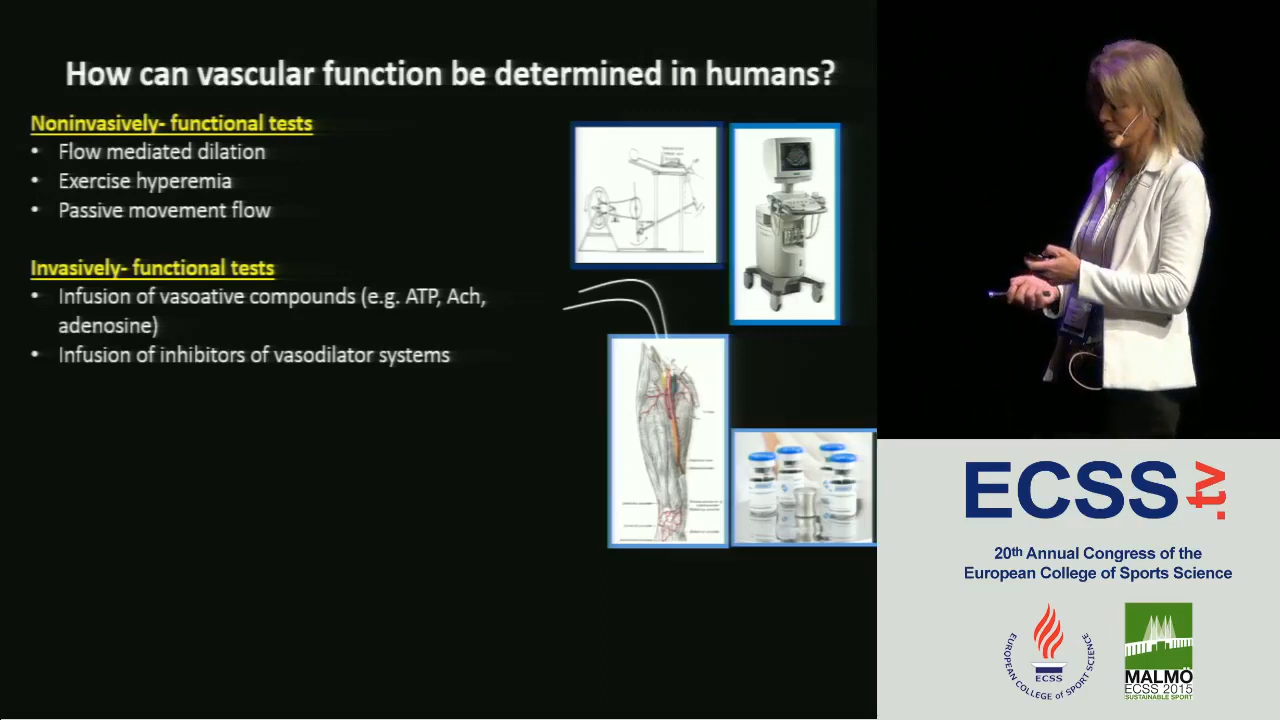 How can vascular function be determined in humans?
Noninvasively- functional tests
• Flow mediated dilation
• Exercise hyperemia
• Passive movement flow
Invasively- functional tests
• Infusion of vasoative compounds (e.g. ATP, Ach,
adenosine)
• Infusion of inhibitors of vasodilator systems
ECSS.tv
20th Annual Congress of the
European College of Sports Science
EUROPEAN COLLEGE OF SPORT SCIENCE
ECSS
MALMÖ
ECSS 2015
SUSTAINABLE SPORT